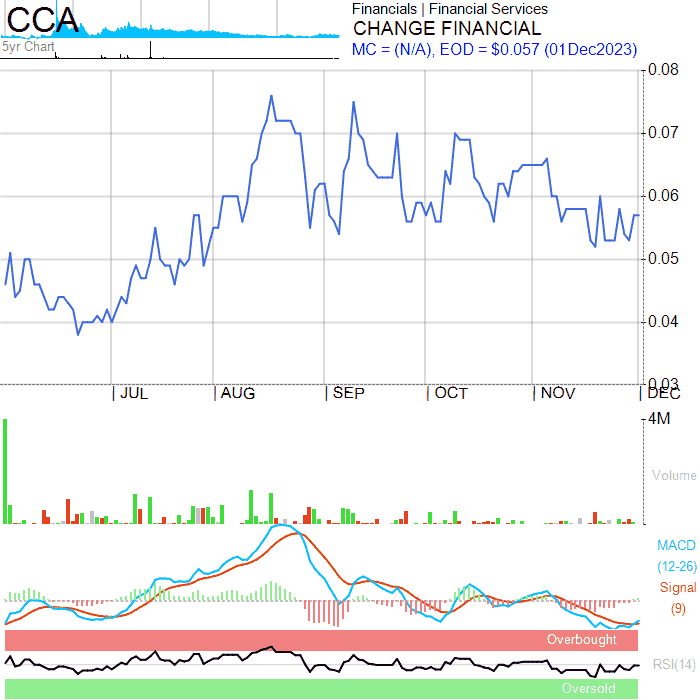 CCA
5yr Chart
Financials | Financial Services
CHANGE FINANCIAL
MC = (N/A), EOD = $0.057 (01Dec2023)
0.08
0.07
0.06
0.05
0.04
0.03
JUL AUG SEP OCT NOV DEC
4M
Volume
MACD
(12-26)
Signal
(9)
Overbought
RSI(14)
Oversold